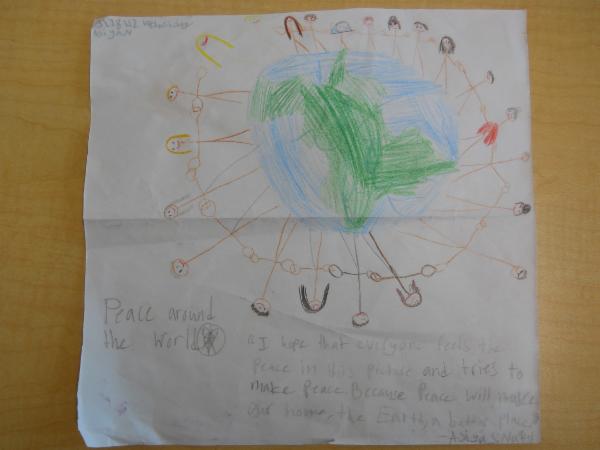 Wednesday
Peace around
the World
"I hope that everyone feels the
Peace in this picture and tries to
make Peace. Because Peace will make
our home, the Earth, a better place"